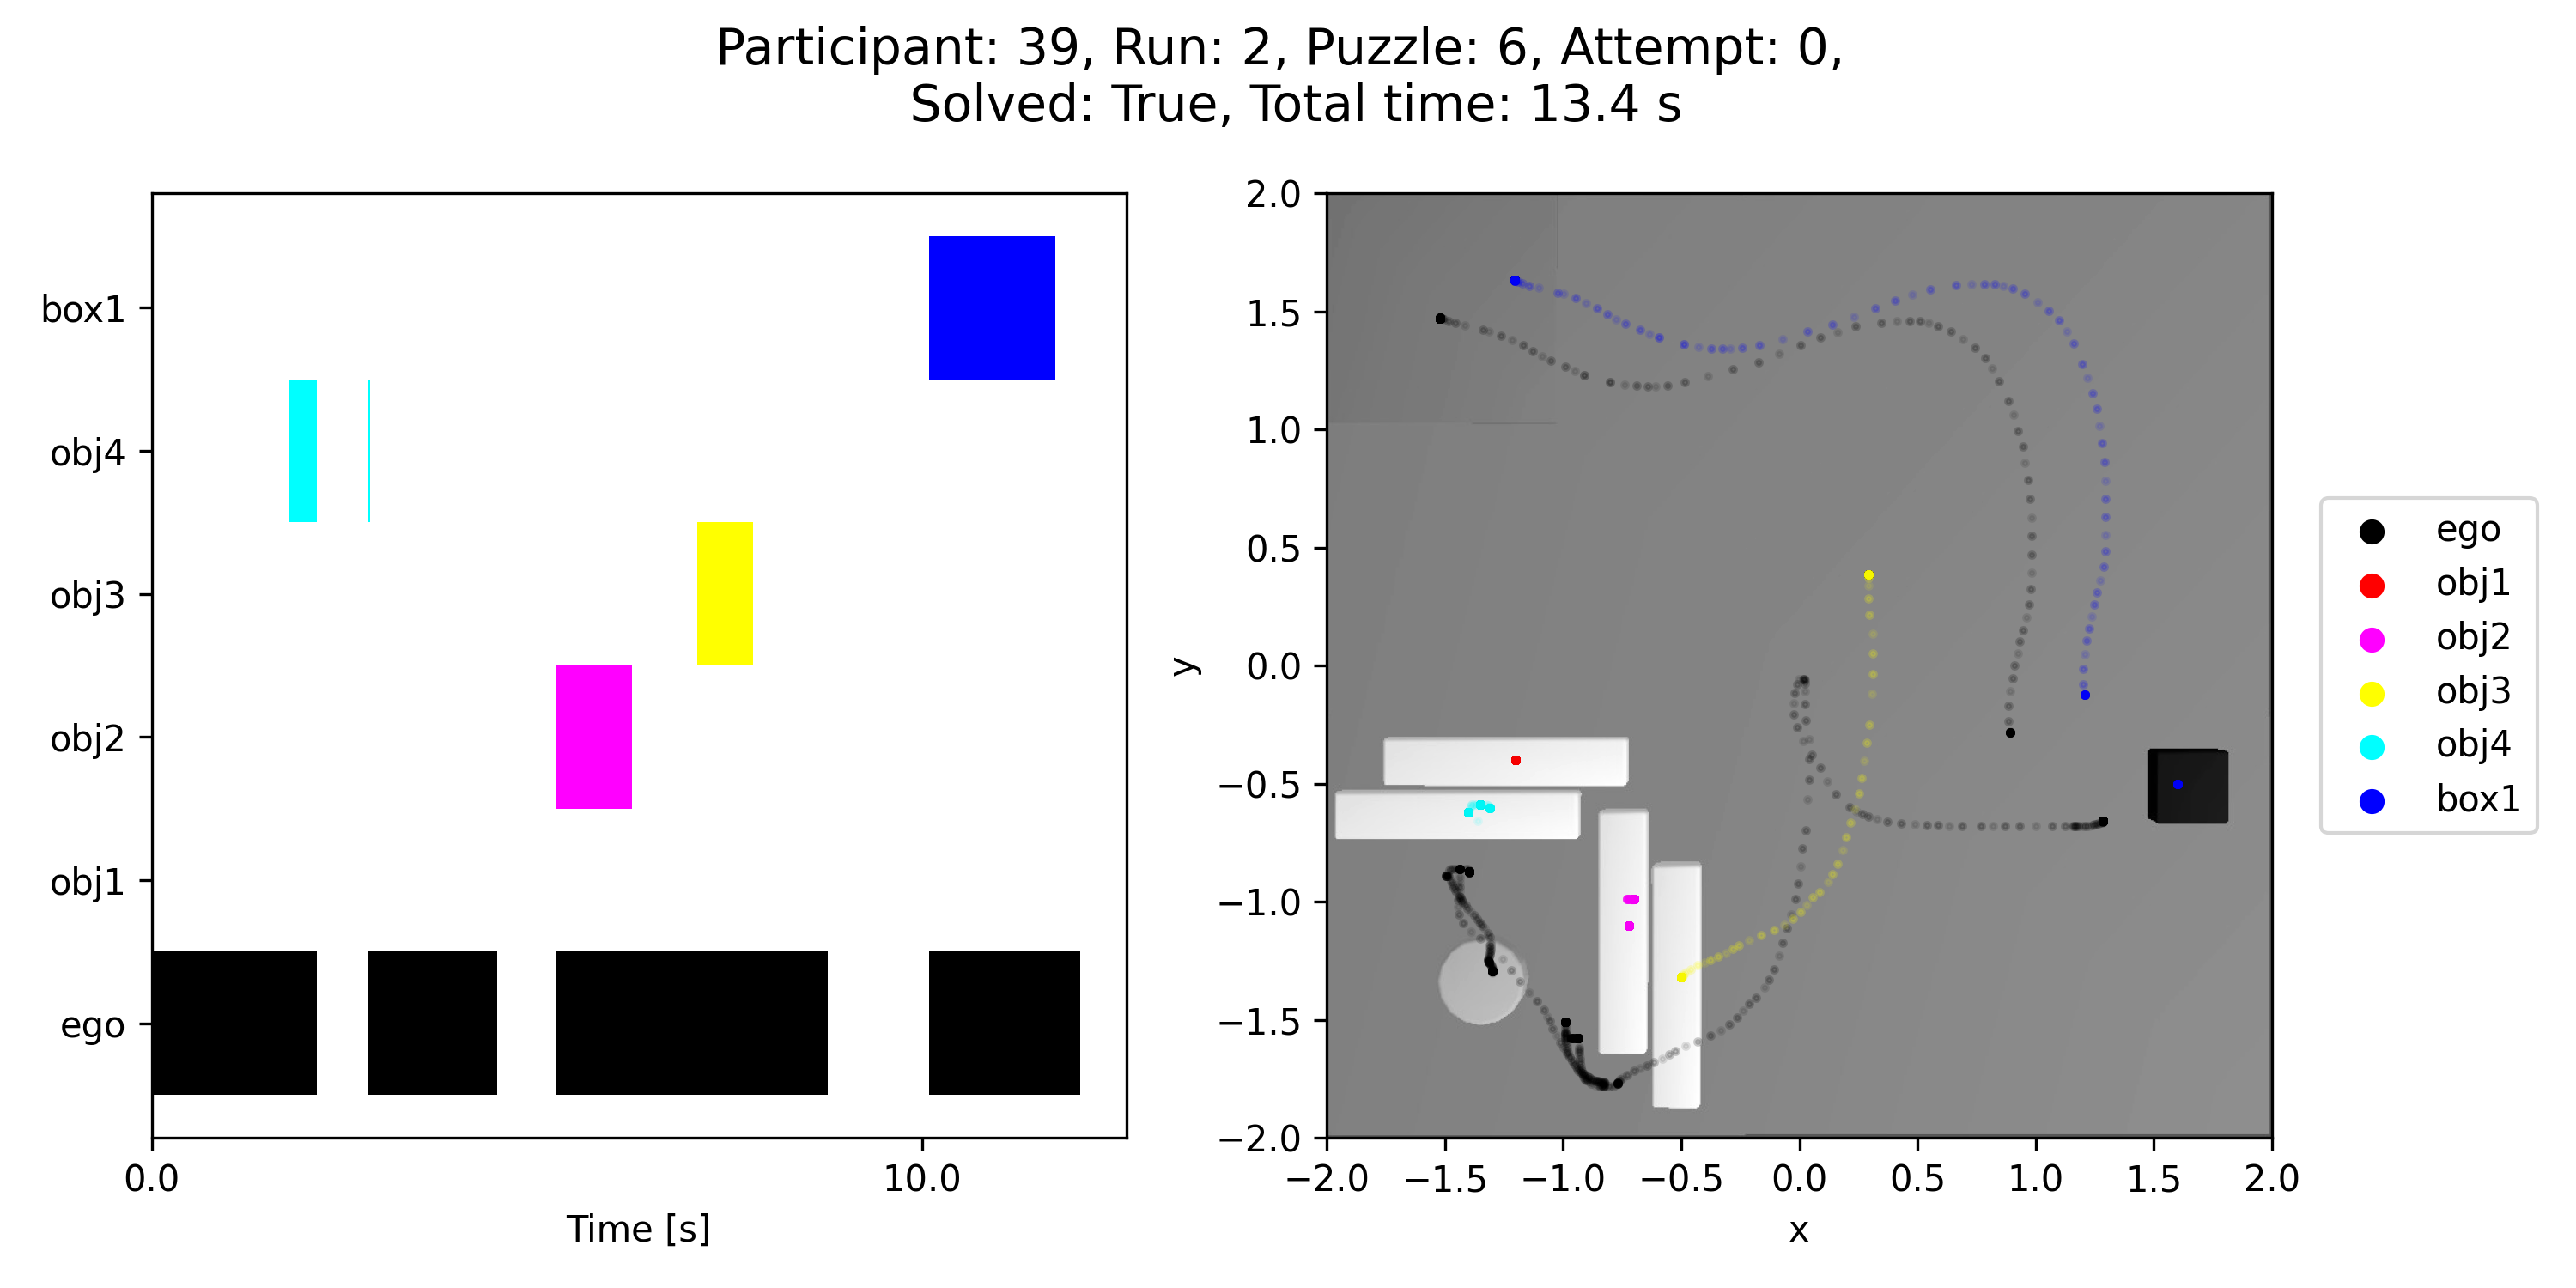 Participant: 39, Run: 2, Puzzle: 6, Attempt: 0,
Solved: True, Total time: 13.4 s
box1
obj4
obj3
obj2
obj1
ego
0.0
10.0
Time [s]
2.0
1.5
1.0
0.5
0.0
−0.5
−1.0
−1.5
−2.0
y
−2.0
−1.5
−1.0
−0.5
0.0
0.5
1.0
1.5
2.0
x
ego
obj1
obj2
obj3
obj4
box1